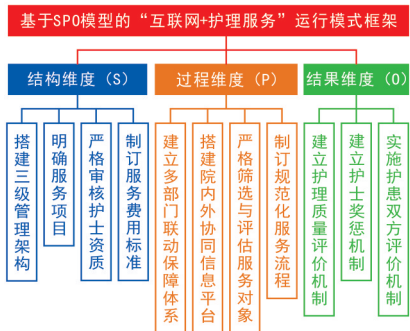 基于SPO模型的“互联网+护理服务”运行模式框架
结构维度（S）
过程维度（P）
结果维度（O）
搭建三级管理架构
明确服务项目
严格审核护士资质
制订服务费用标准
建立多部门联动保障体系
搭建院内外协同信息平台
严格筛选与评估服务对象
制订规范化服务流程
建立护理质量评价机制
建立护士奖惩机制
实施护患双方评价机制